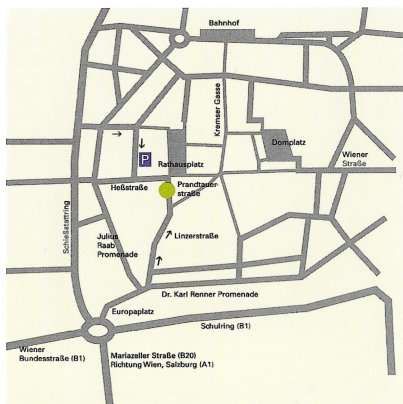 Bahnhof
Kremser Gasse
P
Rathausplatz
Domplatz
Wiener
Straße
Heßstraße
Prandtauer-
straße
Schießstattring
Julius
Raab
Promenade
Linzerstraße
Dr. Karl Renner Promenade
Europaplatz
Schulring (B1)
Wiener
Bundesstraße (B1)
Mariazeller Straße (B20)
Richtung Wien, Salzburg (A1)